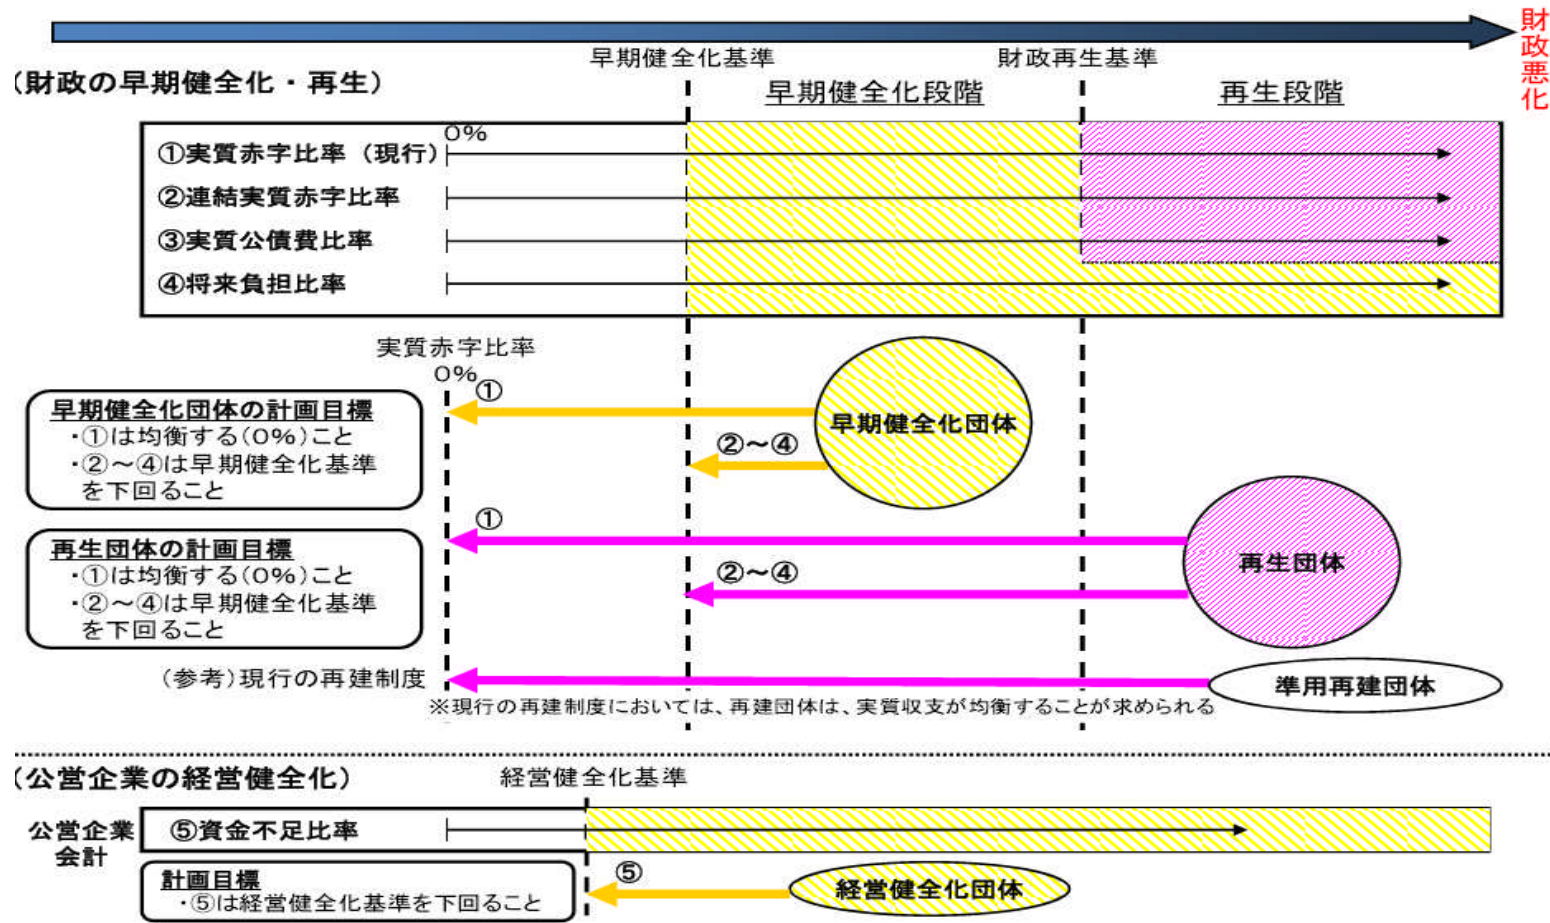 財政悪化
早期健全化基準
財政再生基準
(財政の早期健全化・再生)
早期健全化段階
再生段階
0%
①実質赤字比率(現行)
②連結実質赤字比率
③実質公債費比率
④将来負担比率
実質赤字比率
0%
①
早期健全化団体の計画目標
・①は均衡する(0%)こと
・②~④は早期健全化基準
を下回ること
早期健全化団体
②~④
①
再生団体の計画目標
・①は均衡する(0%)こと
・②~④は早期健全化基準
を下回ること
②~④
再生団体
(参考)現行の再建制度
準用再建団体
※現行の再建制度においては、再建団体は、実質収支が均衡することが求められる
(公営企業の経営健全化)
経営健全化基準
公営企業
会計
⑤資金不足比率
計画目標
・⑤は経営健全化基準を下回ること
⑤
経営健全化団体